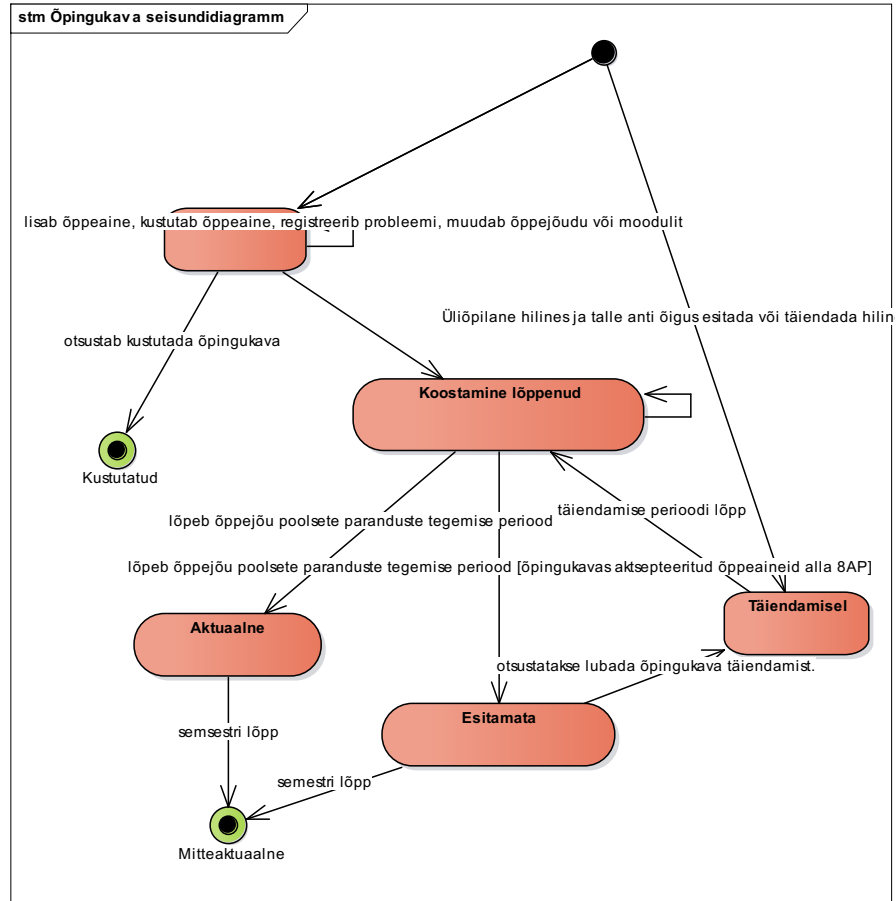 stm Õpingukava seisundidiagramm
lisab õppeaine, kustutab õppeaine, registreerib probleemi, muudab õppejõudu või moodulit
Üliõpilane hilines ja talle anti õigus esitada või täiendada hiline
otsustab kustutada õpingukava
Koostamine lõppenud
Kustutatud
täiendamise perioodi lõpp
lõpeb õppejõu poolsete paranduste tegemise periood
lõpeb õppejõu poolsete paranduste tegemise periood [õpingukavas aktsepteeritud õppeaineid alla 8AP]
Täiendamisel
Aktuaalne
otsustatakse lubada õpingukava täiendamist.
Esitamata
semsestri lõpp
semestri lõpp
Mitteaktuaalne